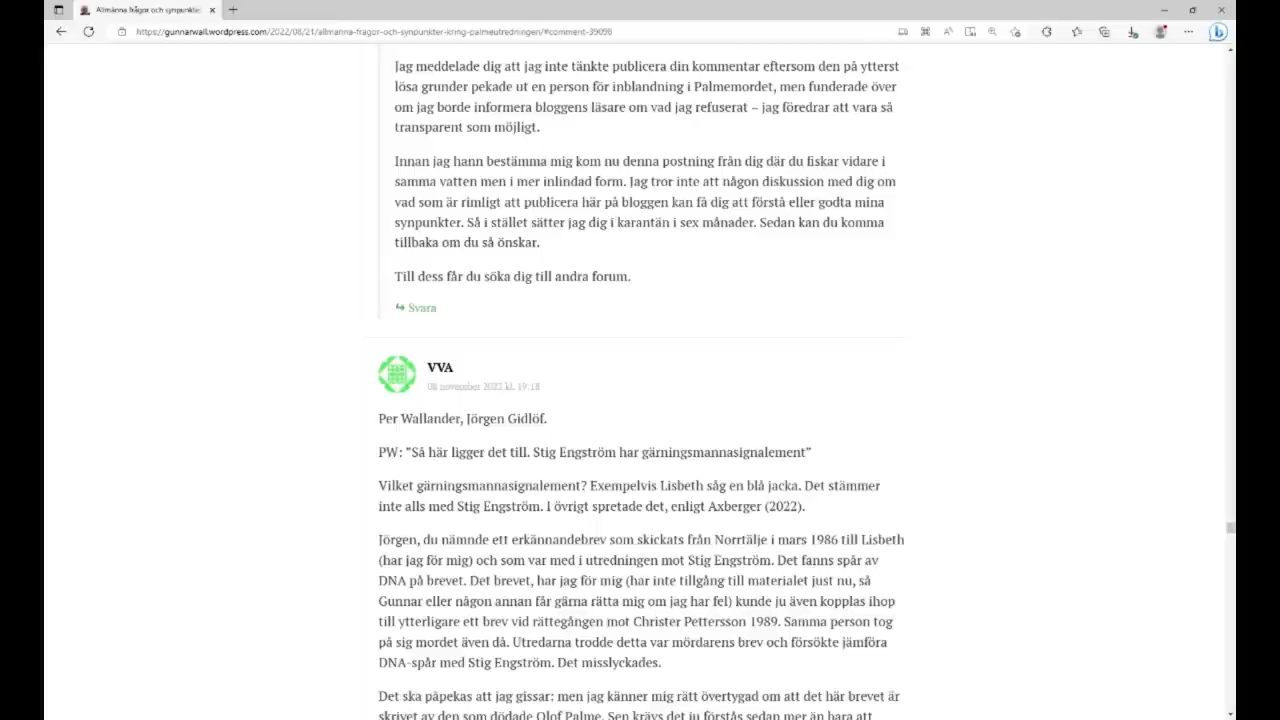 Allmänna frågor och synpunkte
https://gunnarwall.wordpress.com/2022/08/21/allmanna-fragor-och-synpunkter-kring-palmeutredningen/#comment-39098
Jag meddelade dig att jag inte tänkte publicera din kommentar eftersom den på ytterst
lösa grunder pekade ut en person för inblandning i Palmemordet, men funderade över
om jag borde informera bloggens läsare om vad jag refuserat – jag föredrar att vara så
transparent som möjligt.
Innan jag hann bestämma mig kom nu denna postning från dig där du fiskar vidare i
samma vatten men i mer inlindad form. Jag tror inte att någon diskussion med dig om
vad som är rimligt att publicera här på bloggen kan få dig att förstå eller godta mina
synpunkter. Så i stället sätter jag dig i karantän i sex månader. Sedan kan du komma
tillbaka om du så önskar.
Till dess får du söka dig till andra forum.
↪ Svara
VVA
08 november 2022 kl. 19:18
Per Wallander, Jörgen Gidlöf.
PW: ”Så här ligger det till. Stig Engström har gärningsmannasignalement”
Vilket gärningsmannasignalement? Exempelvis Lisbeth såg en blå jacka. Det stämmer
inte alls med Stig Engström. I övrigt spretade det, enligt Axberger (2022).
Jörgen, du nämnde ett erkännandebrev som skickats från Norrtälje i mars 1986 till Lisbeth
(har jag för mig) och som var med i utredningen mot Stig Engström. Det fanns spår av
DNA på brevet. Det brevet, har jag för mig (har inte tillgång till materialet just nu, så
Gunnar eller någon annan får gärna rätta mig om jag har fel) kunde ju även kopplas ihop
till ytterligare ett brev vid rättegången mot Christer Pettersson 1989. Samma person tog
på sig mordet även då. Utredarna trodde detta var mördarens brev och försökte jämföra
DNA-spår med Stig Engström. Det misslyckades.
Det ska påpekas att jag gissar: men jag känner mig rätt övertygad om att det här brevet är
skrivet av den som dödade Olof Palme. Sen krävs det ju förstås sedan mer än bara att